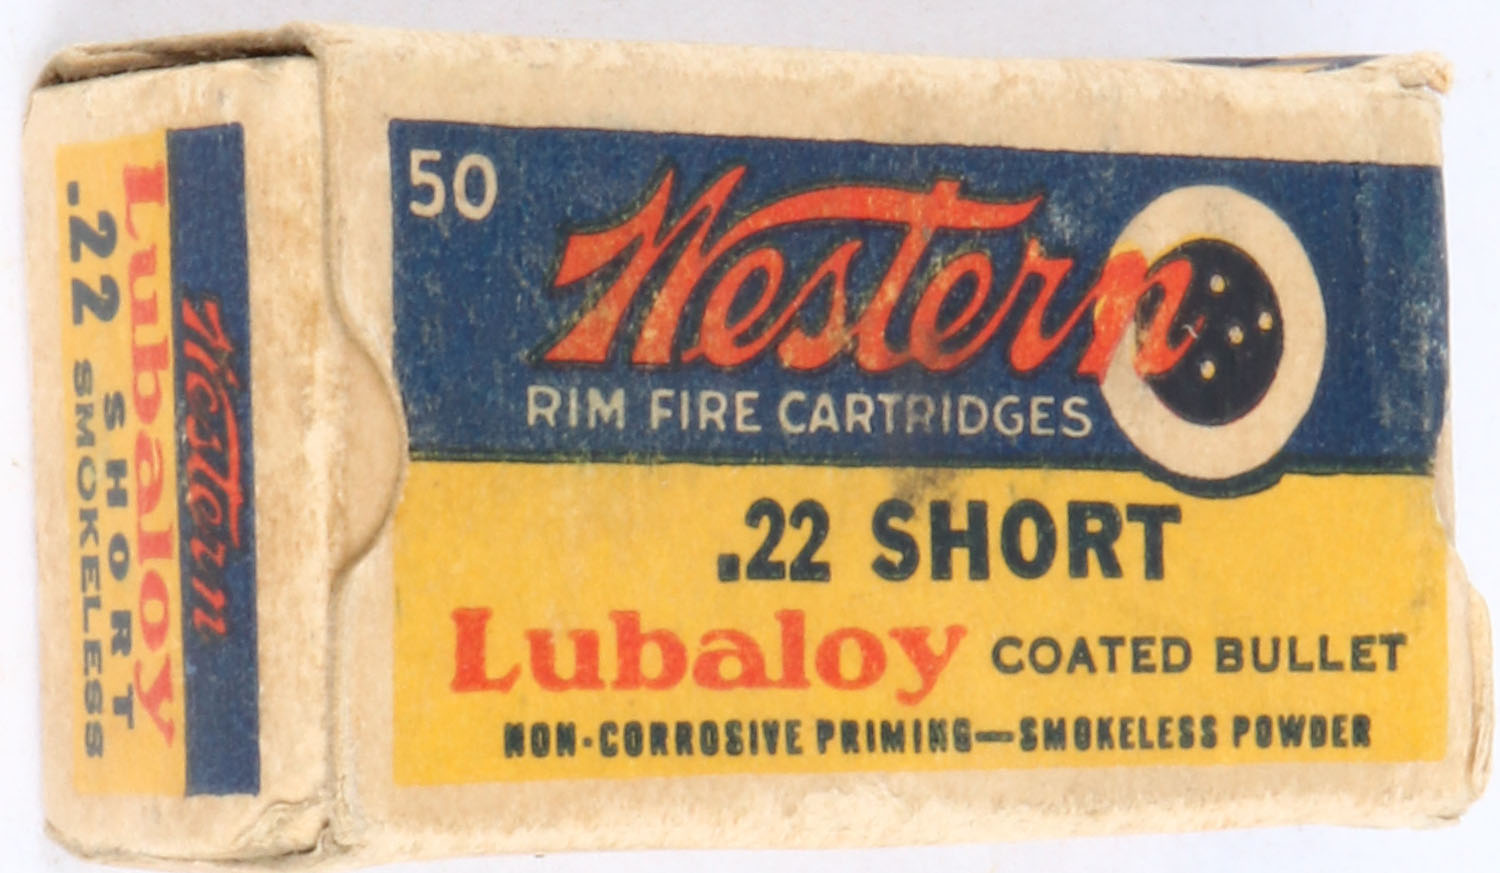 50
Western
RIM FIRE CARTRIDGES
.22 SHORT
Lubaloy COATED BULLET
NON-CORROSIVE PRIMING—SMOKELESS POWDER
Western
Lubaloy
.22 SHORT
.22 SMOKELESS